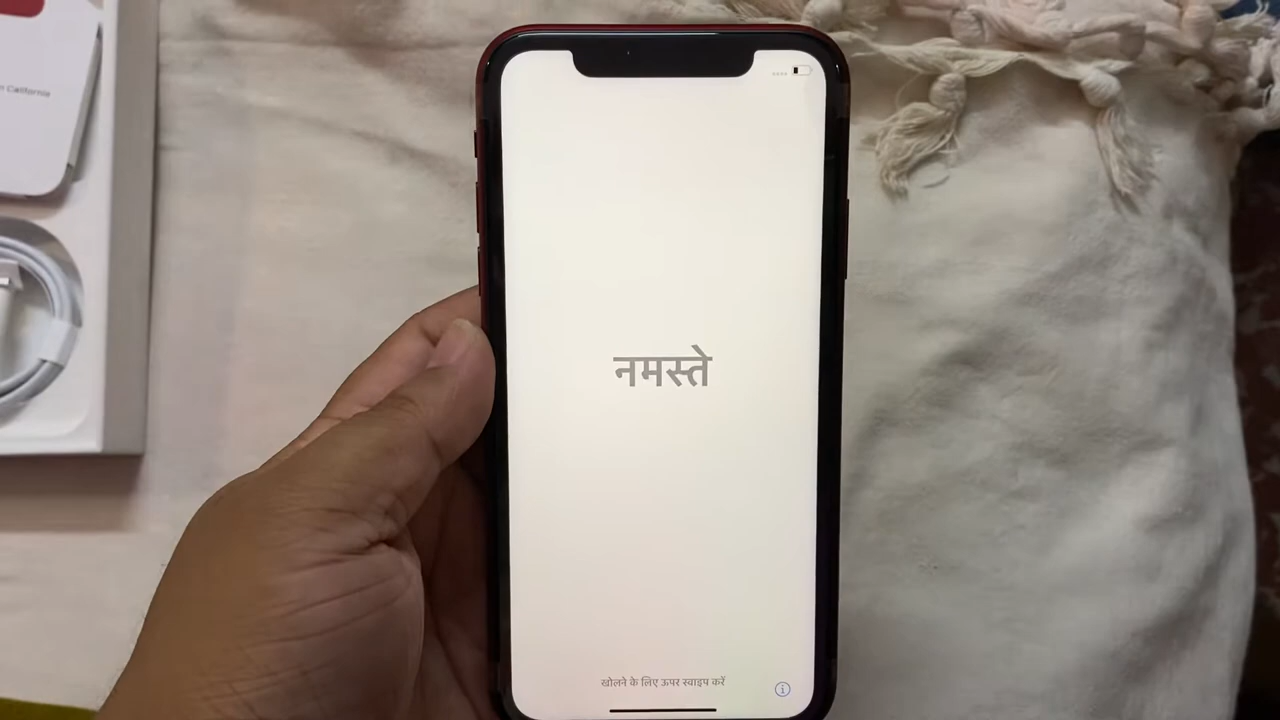 n California
नमस्ते
खोलने के लिए ऊपर स्वाइप करें